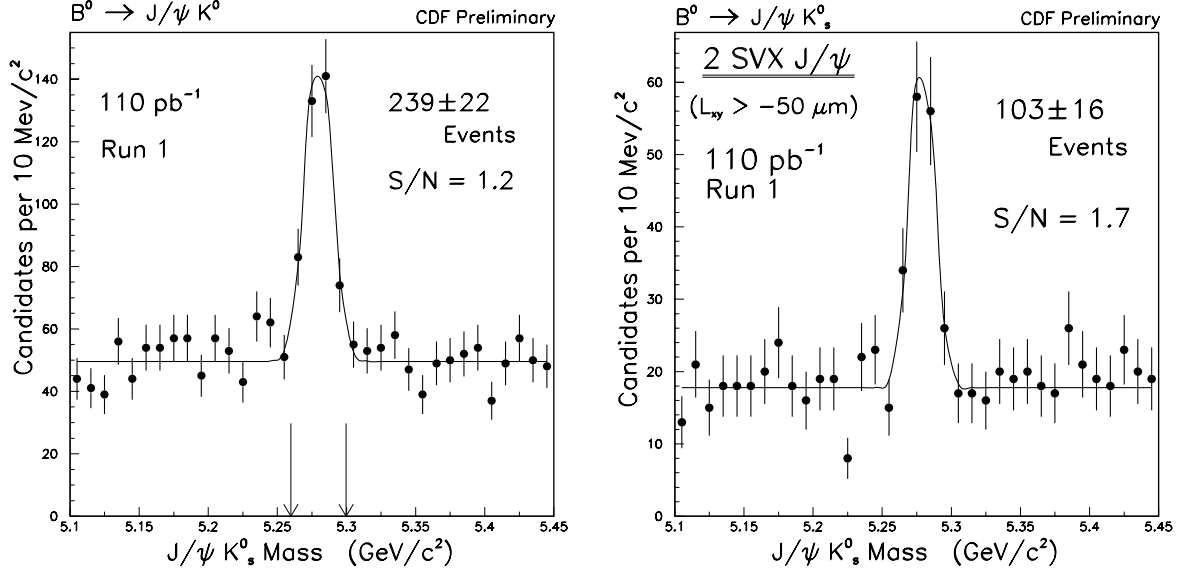 B⁰ → J/ψ K⁰
CDF Preliminary
Candidates per 10 Mev/c²
140
120
100
80
60
40
20
0
110 pb⁻¹
Run 1
239±22
Events
S/N = 1.2
5.1 5.15 5.2 5.25 5.3 5.35 5.4 5.45
J/ψ K⁰ₛ Mass (GeV/c²)
B⁰ → J/ψ K⁰ₛ
CDF Preliminary
Candidates per 10 Mev/c²
60
50
40
30
20
10
0
2 SVX J/ψ
(Lxy > −50 μm)
110 pb⁻¹
Run 1
103±16
Events
S/N = 1.7
5.1 5.15 5.2 5.25 5.3 5.35 5.4 5.45
J/ψ K⁰ₛ Mass (GeV/c²)